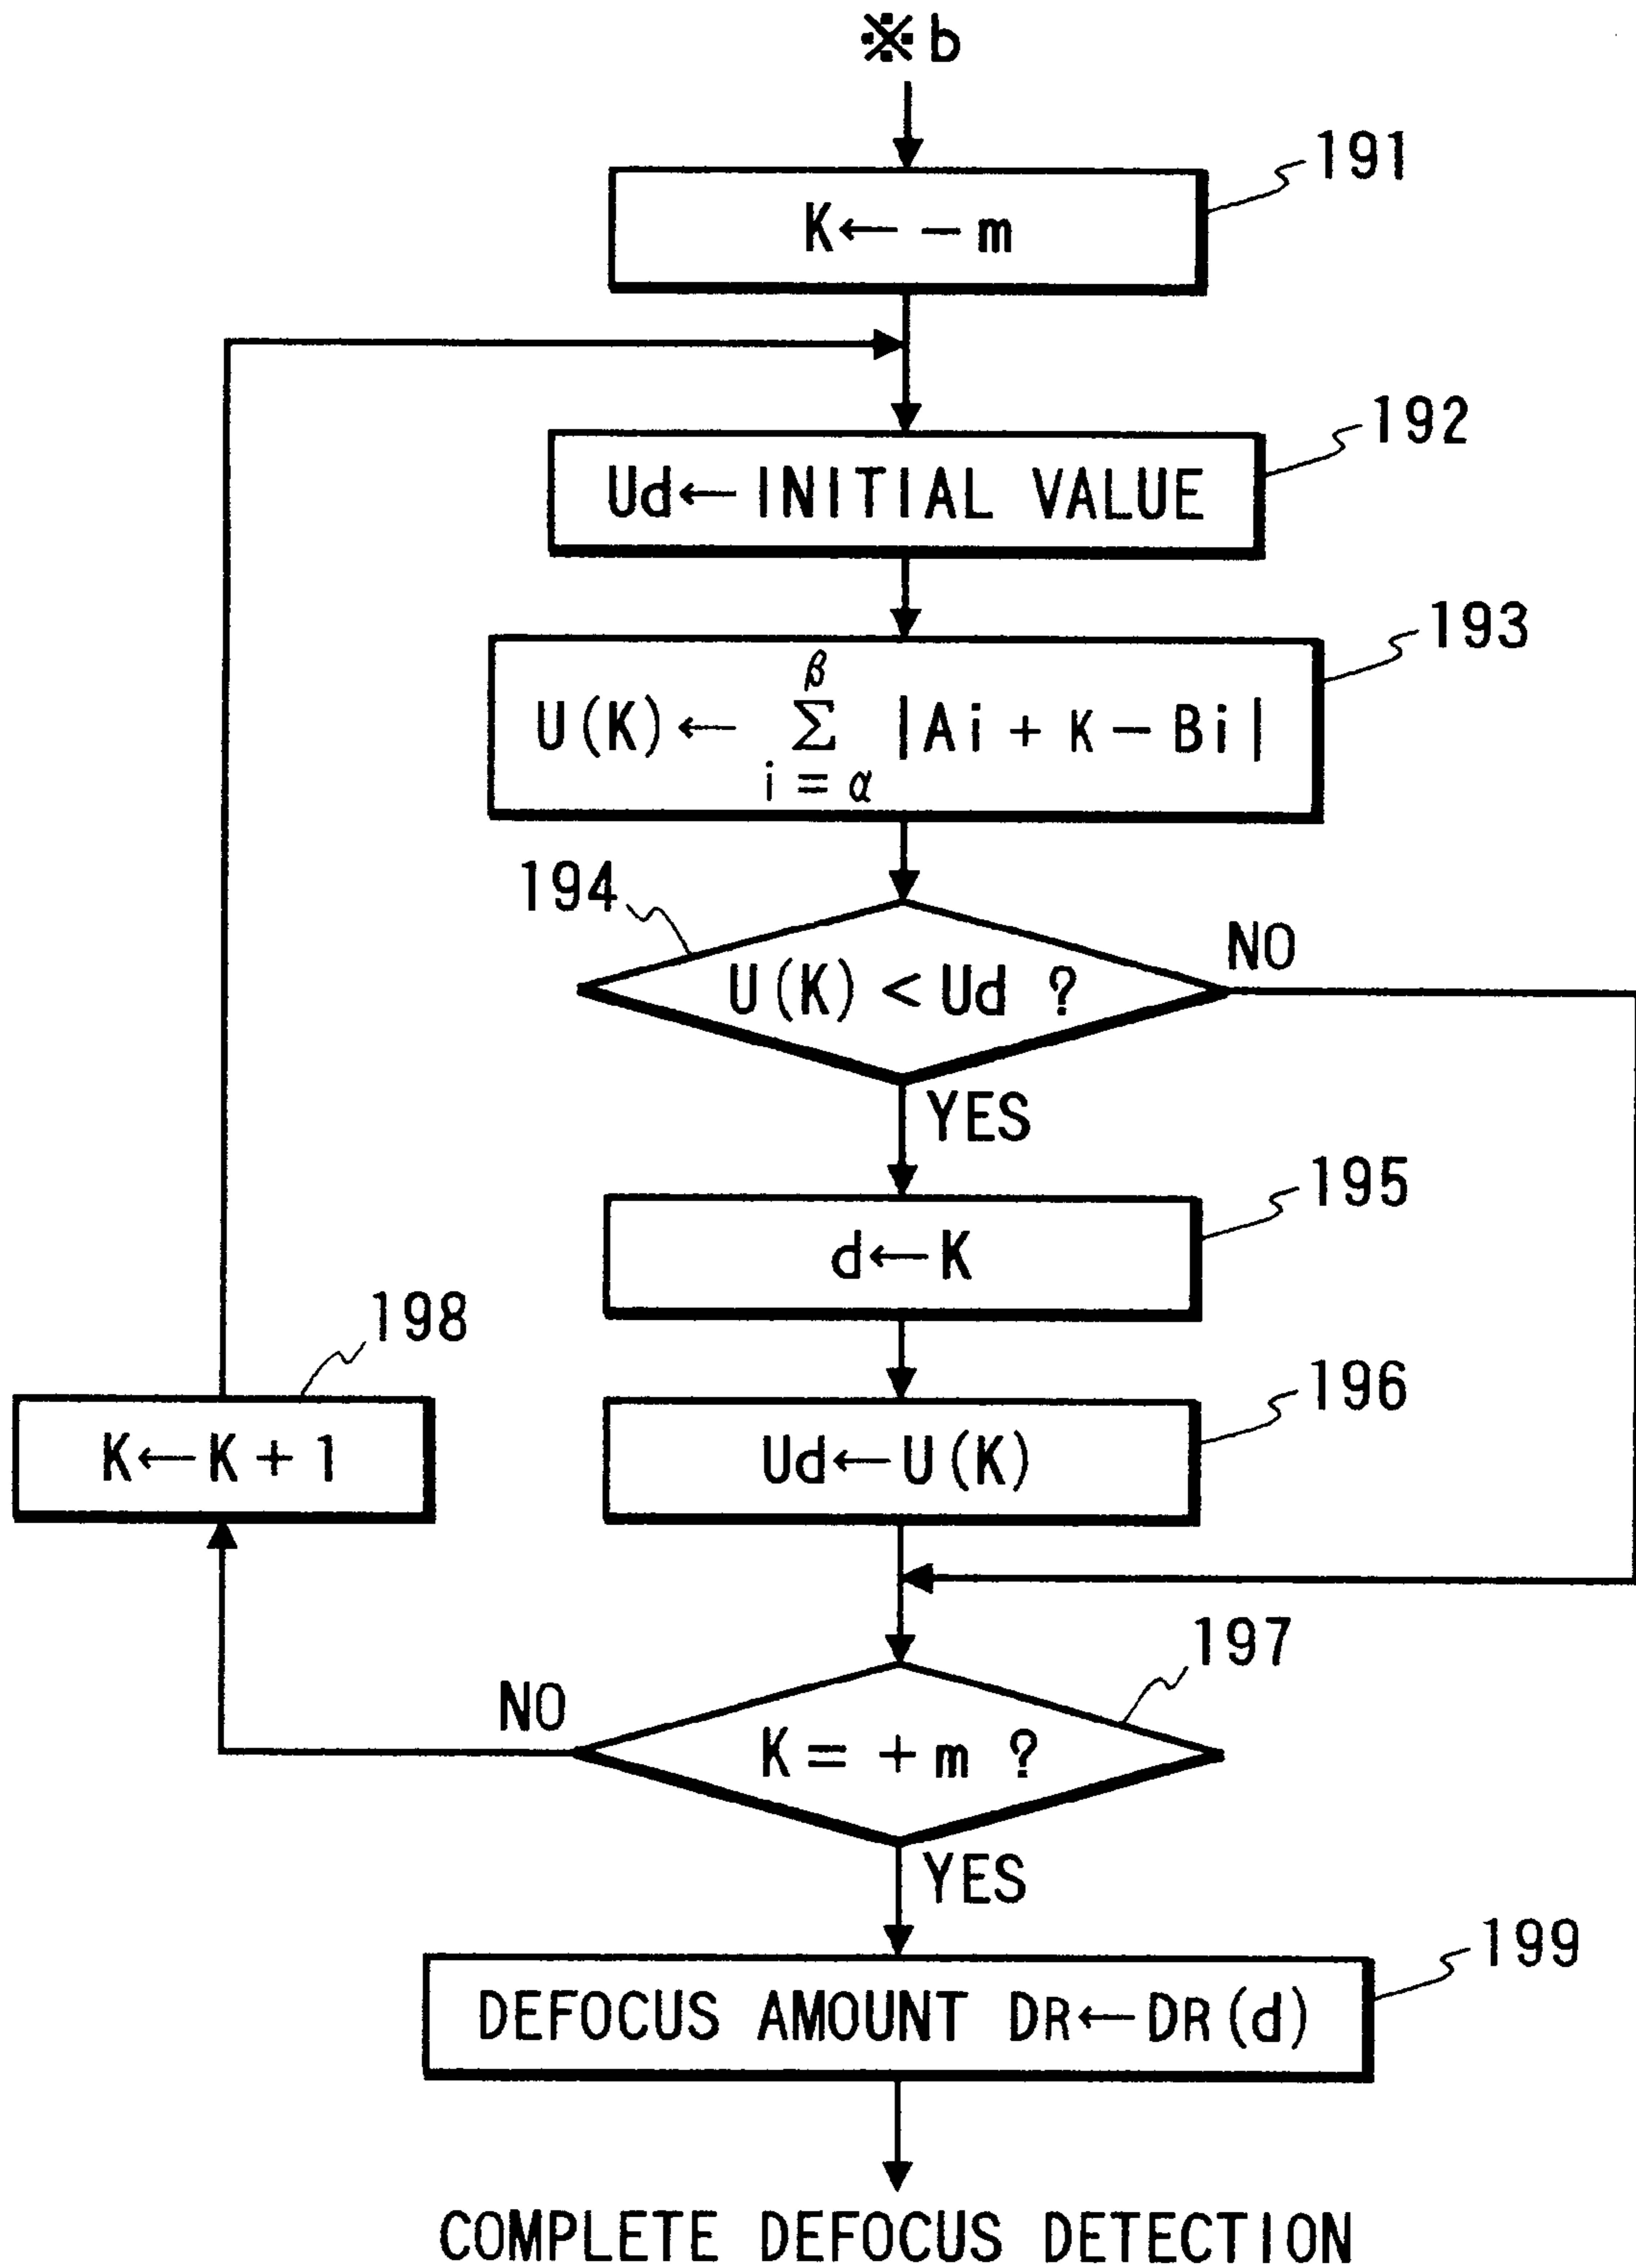 ※b
191
K←−m
192
Ud←INITIAL VALUE
193
β
U(K)← Σ |Ai + K − Bi|
i = α
194
NO
U(K) < Ud ?
YES
195
d←K
198
196
K←K + 1
Ud←U(K)
197
NO
K = + m ?
YES
199
DEFOCUS AMOUNT DR←DR(d)
COMPLETE DEFOCUS DETECTION